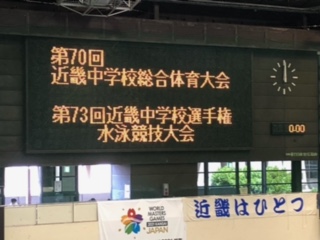 第70回
近畿中学校総合体育大会
第73回近畿中学校選手権
水泳競技大会
0:00
WORLD
MASTERS
GAMES
JAPAN
近畿はひとつ